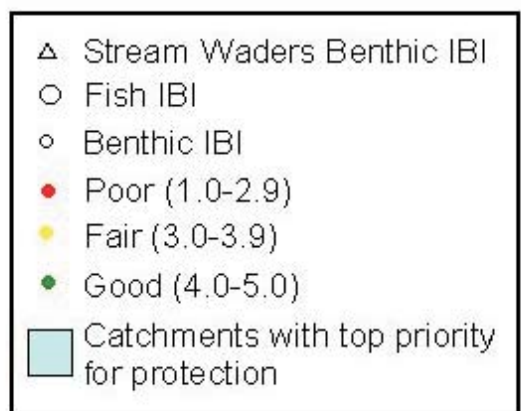 Stream Waders Benthic IBI
Fish IBI
Benthic IBI
Poor (1.0-2.9)
Fair (3.0-3.9)
Good (4.0-5.0)
Catchments with top priority
for protection